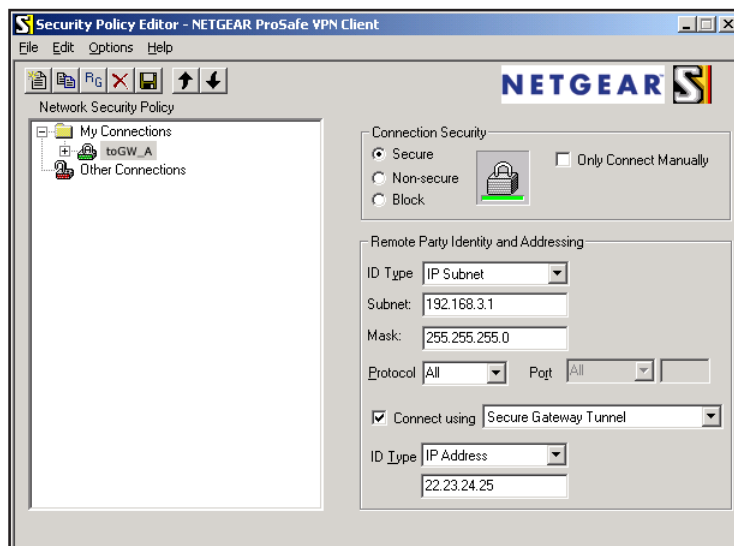 Security Policy Editor - NETGEAR ProSafe VPN Client
File Edit Options Help
RG
NETGEAR S
Network Security Policy
My Connections
toGW_A
Other Connections
Connection Security
Secure
Non-secure
Block
Only Connect Manually
Remote Party Identity and Addressing
ID Type IP Subnet
Subnet: 192.168.3.1
Mask: 255.255.255.0
Protocol All Port All
Connect using Secure Gateway Tunnel
ID Type IP Address
22.23.24.25